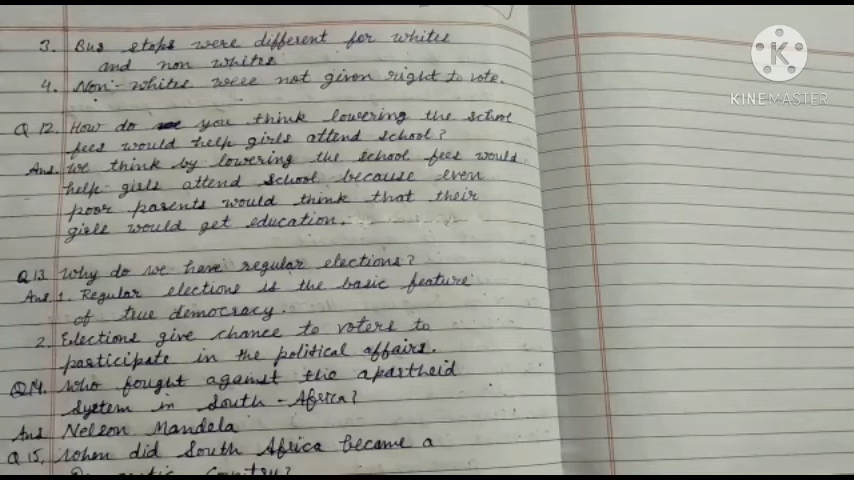 3. Bus stops were different for whites
and non whites
4. Non-whites were not given right to vote.
Q 12. How do you think lowering the school
fees would help girls attend school?
Ans. We think by lowering the school fees would
help girls attend school because even
poor parents would think that their
girls would get education.
Q 13. Why do we have regular elections?
Ans 1. Regular elections is the basic feature
of true democracy.
2. Elections give chance to voters to
participate in the political affairs.
Q 14. Who fought against the apartheid
system in South-Africa?
Ans Nelson Mandela
Q 15. When did South Africa became a
country?
K
KINEMASTER